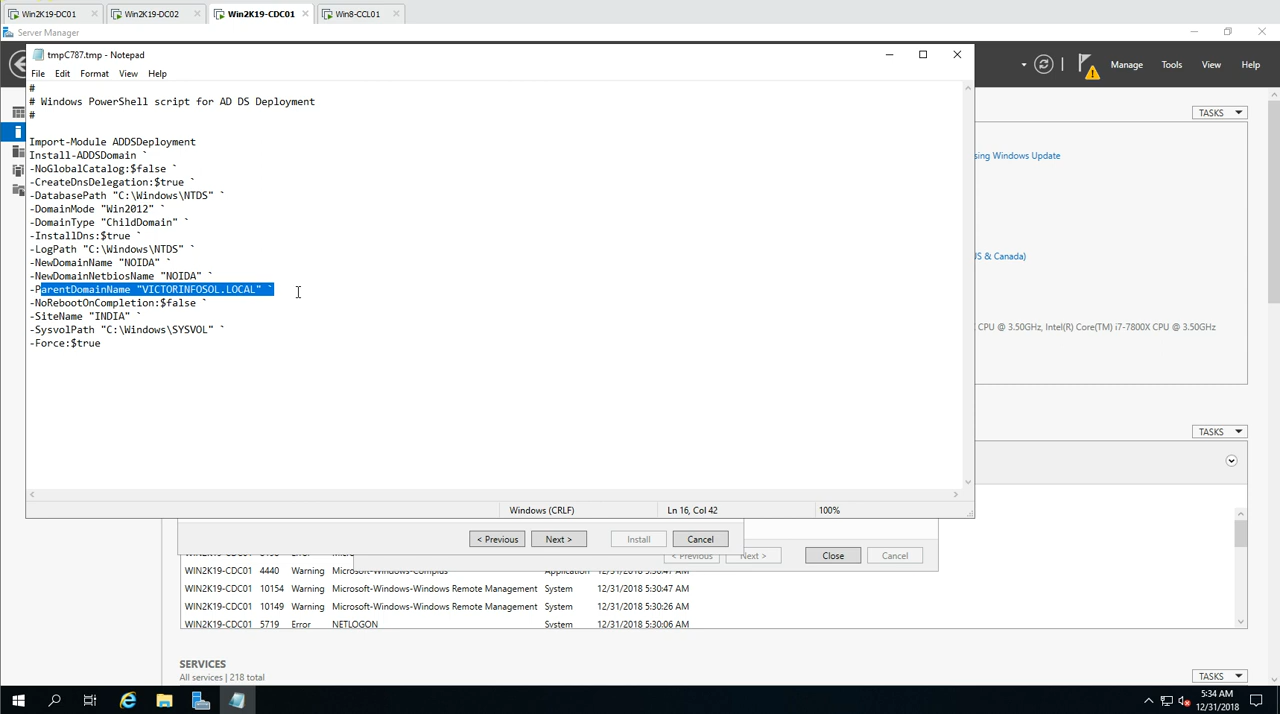 Win2K19-DC01
Win2K19-DC02
Win2K19-CDC01
Win8-CCL01
Server Manager
tmpC787.tmp - Notepad
File Edit Format View Help
Manage Tools View Help
#
# Windows PowerShell script for AD DS Deployment
#
Import-Module ADDSDeployment
Install-ADDSDomain `
-NoGlobalCatalog:$false `
-CreateDnsDelegation:$true `
-DatabasePath "C:\Windows\NTDS" `
-DomainMode "Win2012" `
-DomainType "ChildDomain" `
-InstallDns:$true `
-LogPath "C:\Windows\NTDS" `
-NewDomainName "NOIDA" `
-NewDomainNetbiosName "NOIDA" `
-ParentDomainName "VICTORINFOSOL.LOCAL" `
-NoRebootOnCompletion:$false `
-SiteName "INDIA" `
-SysvolPath "C:\Windows\SYSVOL" `
-Force:$true
TASKS
sing Windows Update
JS & Canada)
CPU @ 3.50GHz, Intel(R) Core(TM) i7-7800X CPU @ 3.50GHz
TASKS
Windows (CRLF) Ln 16, Col 42 100%
< Previous Next > Install Cancel
< Previous Next > Close Cancel
WIN2K19-CDC01 4440 Warning Microsoft-Windows-Complus Application 12/31/2018 5:30:47 AM
WIN2K19-CDC01 10154 Warning Microsoft-Windows-Windows Remote Management System 12/31/2018 5:30:47 AM
WIN2K19-CDC01 10149 Warning Microsoft-Windows-Windows Remote Management System 12/31/2018 5:30:26 AM
WIN2K19-CDC01 5719 Error NETLOGON System 12/31/2018 5:30:06 AM
SERVICES
All services | 218 total
TASKS
5:34 AM
12/31/2018